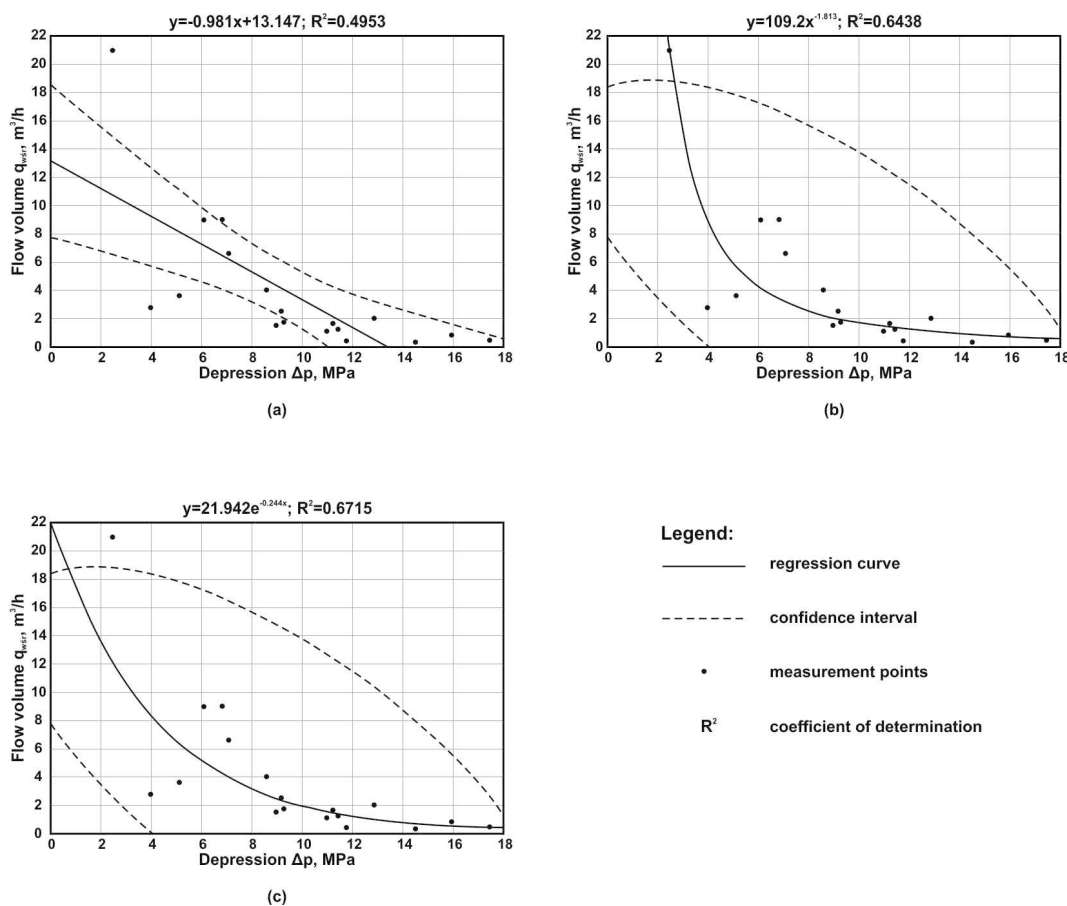 y=-0.981x+13.147; R²=0.4953
22
20
18
16
14
12
10
8
6
4
2
0
Flow volume qwśr, m³/h
0 2 4 6 8 10 12 14 16 18
Depression Δp, MPa
(a)
y=109.2x⁻¹·⁸¹³; R²=0.6438
22
20
18
16
14
12
10
8
6
4
2
0
Flow volume qwśr, m³/h
0 2 4 6 8 10 12 14 16 18
Depression Δp, MPa
(b)
y=21.942e⁻⁰·²⁴⁴ˣ; R²=0.6715
22
20
18
16
14
12
10
8
6
4
2
0
Flow volume qwśr, m³/h
0 2 4 6 8 10 12 14 16 18
Depression Δp, MPa
(c)
Legend:
regression curve
confidence interval
measurement points
R² coefficient of determination